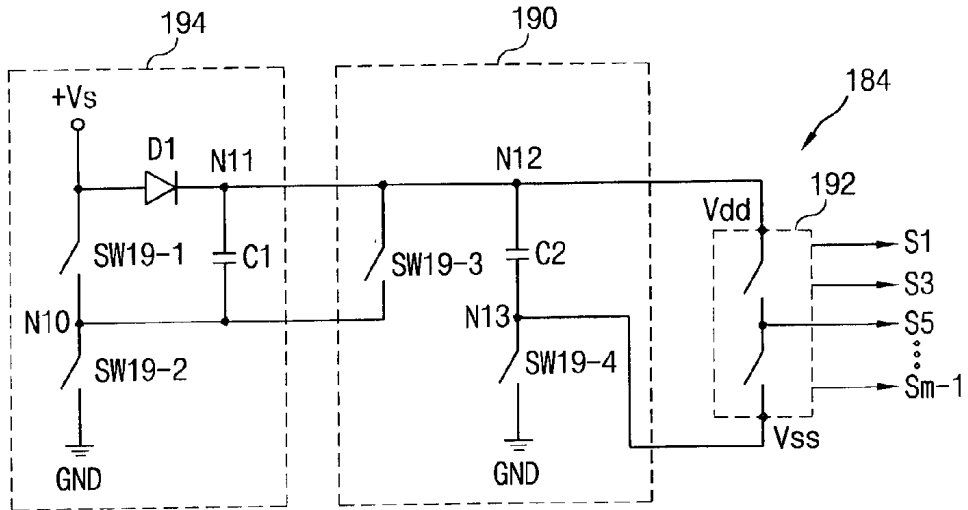 194
190
184
+Vs
D1
N11
N12
Vdd
192
SW19-1
C1
SW19-3
C2
S1
S3
N10
N13
S5
SW19-2
SW19-4
Sm-1
Vss
GND
GND